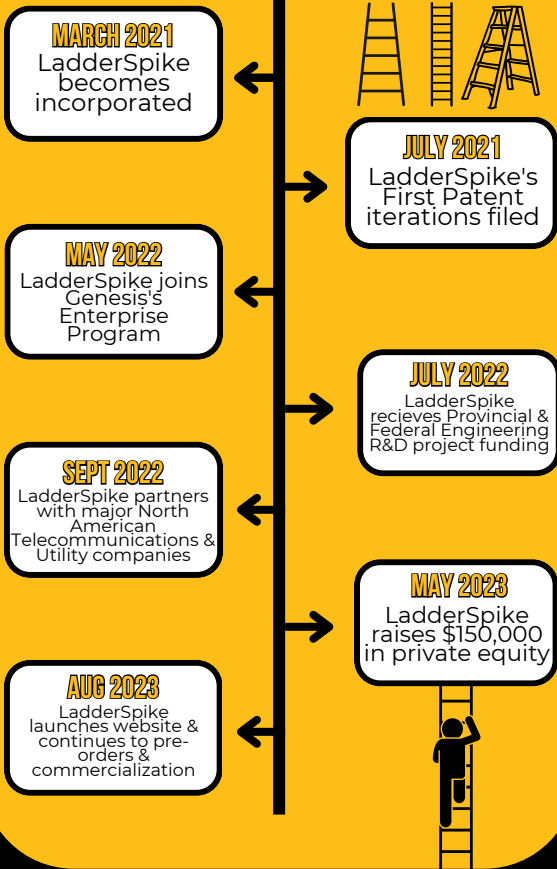 MARCH 2021
LadderSpike
becomes
incorporated
JULY 2021
LadderSpike's
First Patent
iterations filed
MAY 2022
LadderSpike joins
Genesis's
Enterprise
Program
JULY 2022
LadderSpike
recieves Provincial &
Federal Engineering
R&D project funding
SEPT 2022
LadderSpike partners
with major North
American
Telecommunications &
Utility companies
MAY 2023
LadderSpike
raises $150,000
in private equity
AUG 2023
LadderSpike
launches website &
continues to pre-
orders &
commercialization